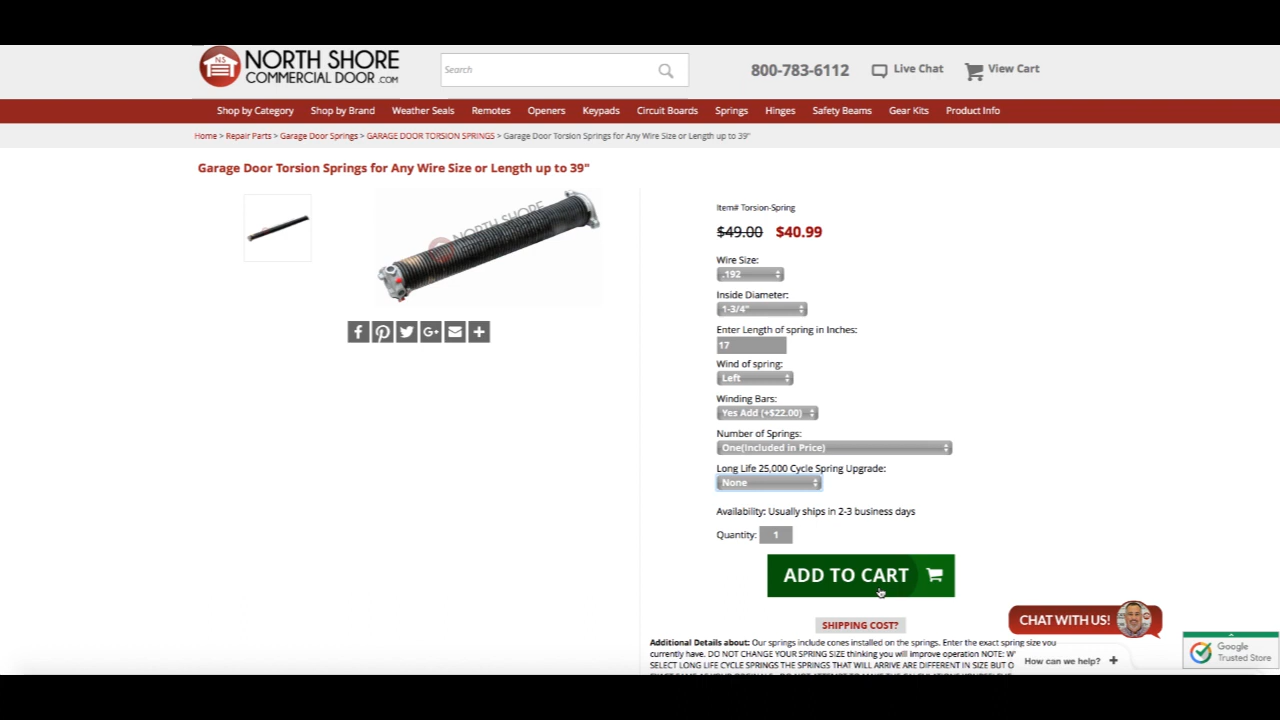 NS
NORTH SHORE
COMMERCIAL DOOR.COM
Search
800-783-6112
Live Chat
View Cart
Shop by Category
Shop by Brand
Weather Seals
Remotes
Openers
Keypads
Circuit Boards
Springs
Hinges
Safety Beams
Gear Kits
Product Info
Home > Repair Parts > Garage Door Springs > GARAGE DOOR TORSION SPRINGS > Garage Door Torsion Springs for Any Wire Size or Length up to 39"
Garage Door Torsion Springs for Any Wire Size or Length up to 39"
NORTH SHORE
Item# Torsion-Spring
$49.00 $40.99
Wire Size:
.192
Inside Diameter:
1-3/4"
Enter Length of spring in Inches:
17
Wind of spring:
Left
Winding Bars:
Yes Add (+$22.00)
Number of Springs:
One(Included in Price)
Long Life 25,000 Cycle Spring Upgrade:
None
Availability: Usually ships in 2-3 business days
Quantity: 1
ADD TO CART
SHIPPING COST?
CHAT WITH US!
Additional Details about: Our springs include cones installed on the springs. Enter the exact spring size you
currently have. DO NOT CHANGE YOUR SPRING SIZE thinking you will improve operation NOTE:
SELECT LONG LIFE CYCLE SPRINGS THE SPRINGS THAT WILL ARRIVE ARE DIFFERENT IN SIZE BUT
How can we help? +
Google
Trusted Store